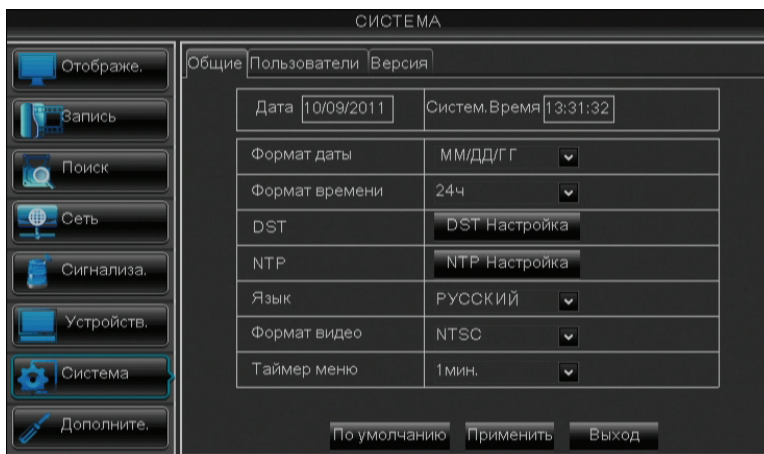 СИСТЕМА
Отображе.
Запись
Поиск
Сеть
Сигнализа.
Устройств.
Система
Дополните.
Общие Пользователи Версия
Дата 10/09/2011 Систем.Время 13:31:32
Формат даты ММ/ДД/ГГ
Формат времени 24ч
DST DST Настройка
NTP NTP Настройка
Язык РУССКИЙ
Формат видео NTSC
Таймер меню 1мин.
По умолчанию Применить Выход